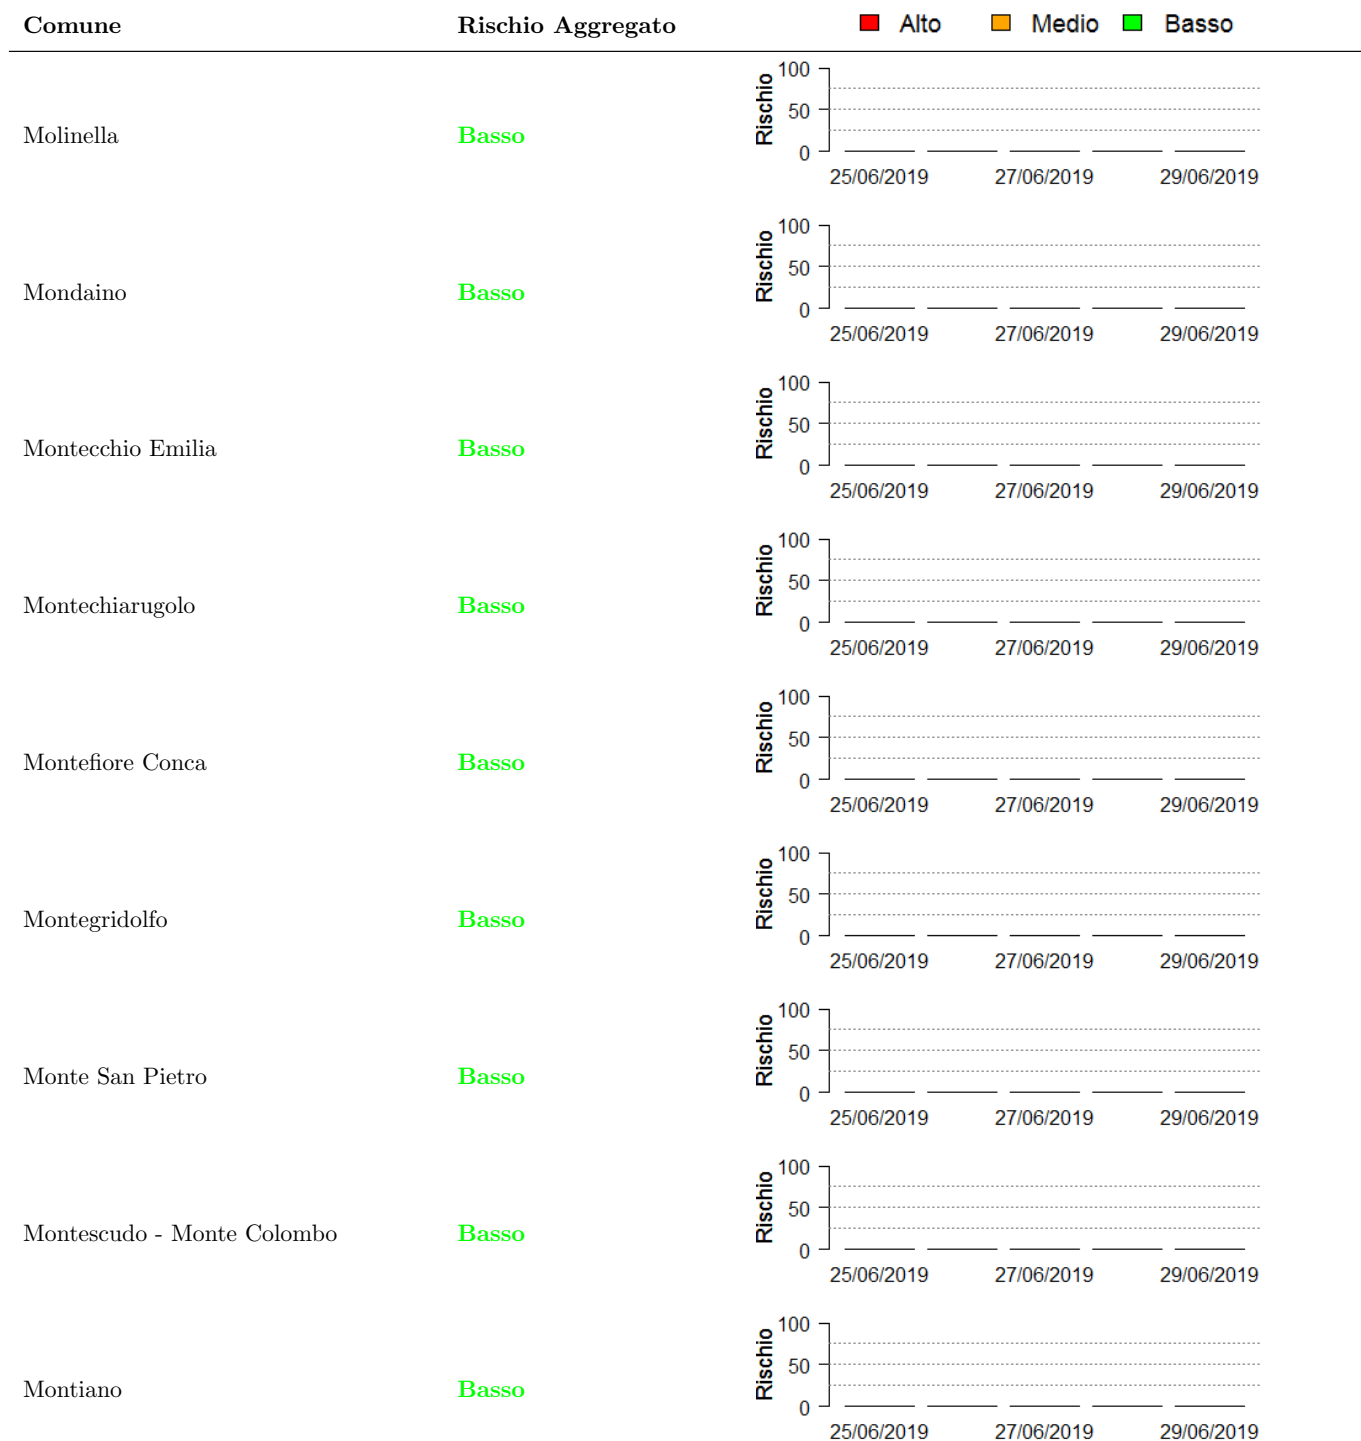 Comune Rischio Aggregato Alto Medio Basso
Molinella Basso
Rischio
100
50
0
25/06/2019 27/06/2019 29/06/2019
Mondaino Basso
Rischio
100
50
0
25/06/2019 27/06/2019 29/06/2019
Montecchio Emilia Basso
Rischio
100
50
0
25/06/2019 27/06/2019 29/06/2019
Montechiarugolo Basso
Rischio
100
50
0
25/06/2019 27/06/2019 29/06/2019
Montefiore Conca Basso
Rischio
100
50
0
25/06/2019 27/06/2019 29/06/2019
Montegridolfo Basso
Rischio
100
50
0
25/06/2019 27/06/2019 29/06/2019
Monte San Pietro Basso
Rischio
100
50
0
25/06/2019 27/06/2019 29/06/2019
Montescudo - Monte Colombo Basso
Rischio
100
50
0
25/06/2019 27/06/2019 29/06/2019
Montiano Basso
Rischio
100
50
0
25/06/2019 27/06/2019 29/06/2019